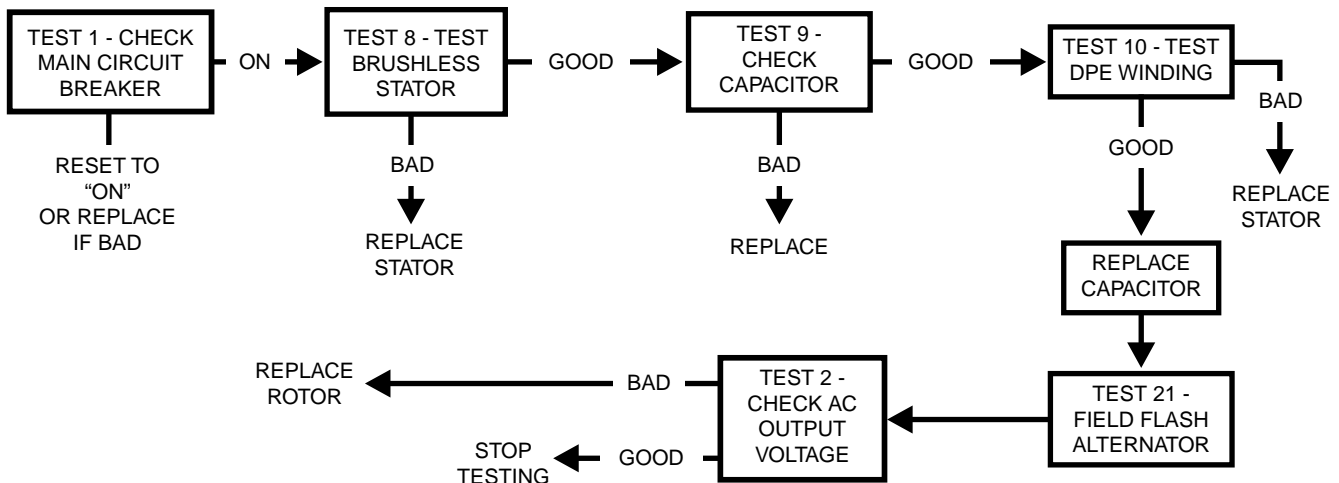 TEST 1 - CHECK
MAIN CIRCUIT
BREAKER
ON
RESET TO
“ON”
OR REPLACE
IF BAD
TEST 8 - TEST
BRUSHLESS
STATOR
GOOD
BAD
REPLACE
STATOR
TEST 9 -
CHECK
CAPACITOR
GOOD
BAD
REPLACE
TEST 10 - TEST
DPE WINDING
BAD
REPLACE
STATOR
GOOD
REPLACE
CAPACITOR
TEST 21 -
FIELD FLASH
ALTERNATOR
TEST 2 -
CHECK AC
OUTPUT
VOLTAGE
BAD
REPLACE
ROTOR
GOOD
STOP
TESTING